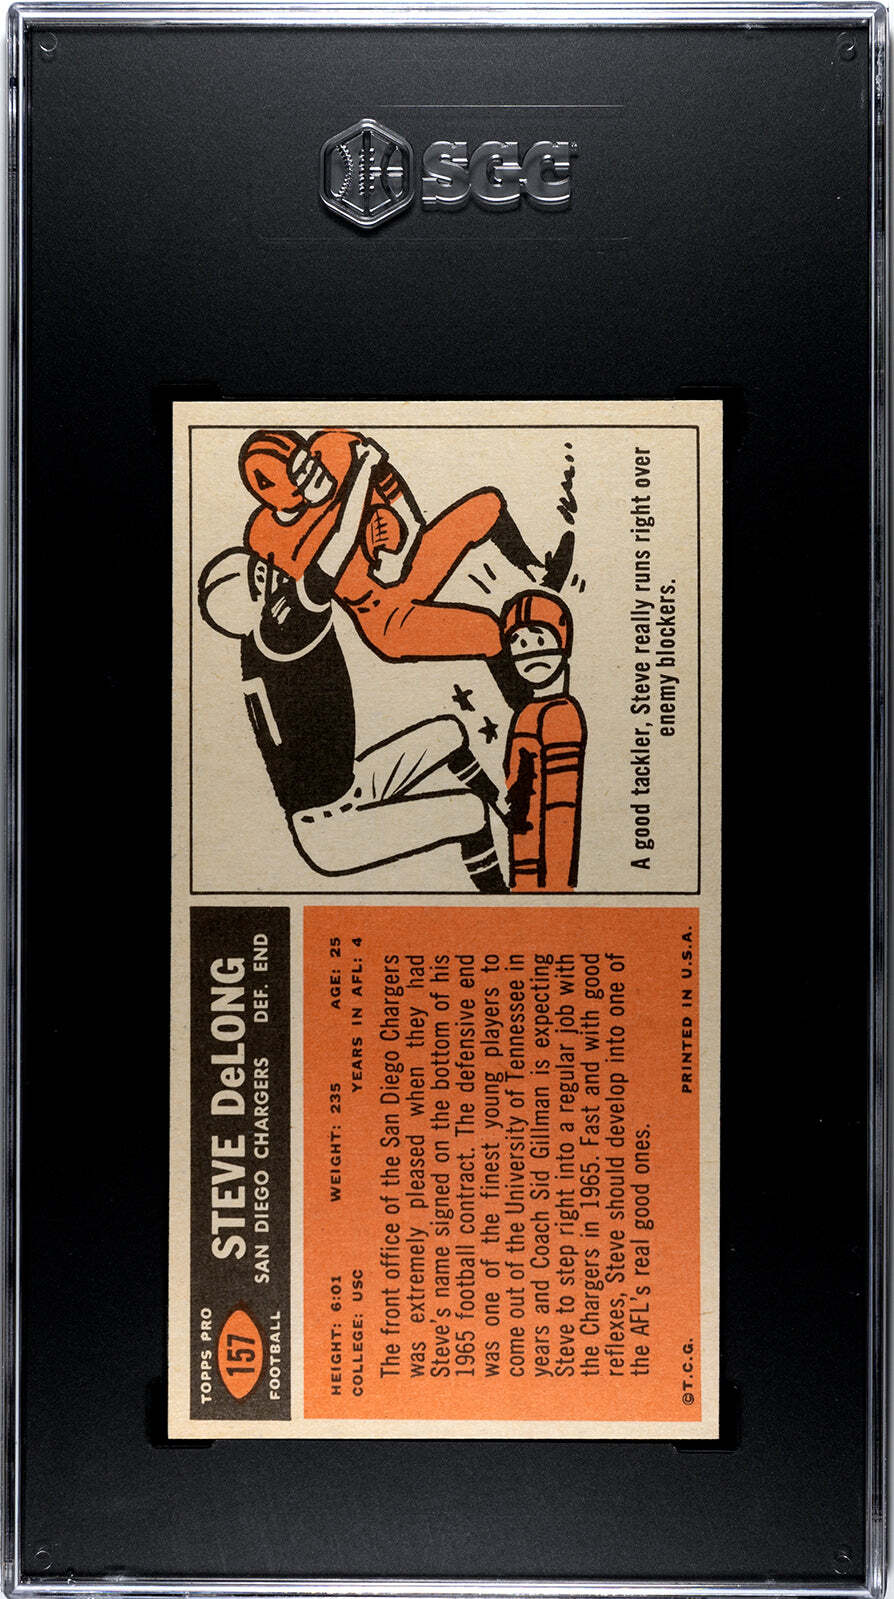 SGC
TOPPS PRO
157
FOOTBALL
STEVE DeLONG
SAN DIEGO CHARGERS DEF. END
HEIGHT: 6:01 WEIGHT: 235 AGE: 25
COLLEGE: USC YEARS IN AFL: 4
The front office of the San Diego Chargers
was extremely pleased when they had
Steve's name signed on the bottom of his
1965 football contract. The defensive end
was one of the finest young players to
come out of the University of Tennessee in
years and Coach Sid Gillman is expecting
Steve to step right into a regular job with
the Chargers in 1965. Fast and with good
reflexes, Steve should develop into one of
the AFL's real good ones.
©T.C.G. PRINTED IN U.S.A.
A good tackler, Steve really runs right over
enemy blockers.